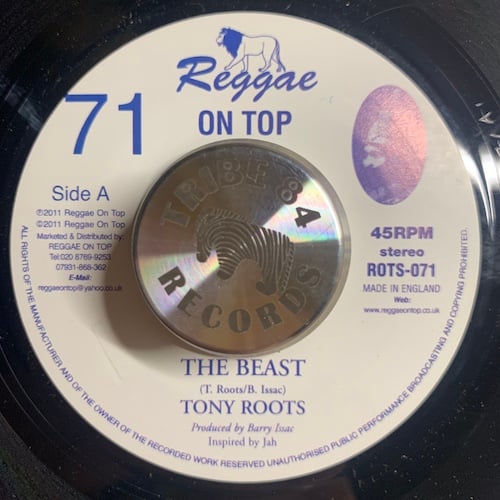 Reggae
ON TOP
71
Side A
℗2011 Reggae On Top
©2011 Reggae On Top
Marketed & Distributed by:
REGGAE ON TOP
Tel:020 8769-9253
07931-868-362
E-Mail:
reggaeontop@yahoo.co.uk
TRIBE 84
RECORDS
45RPM
stereo
ROTS-071
MADE IN ENGLAND
Web:
www.reggaeontop.com
THE BEAST
(T. Roots/B. Issac)
TONY ROOTS
Produced by Barry Issac
Inspired by Jah
ALL RIGHTS OF THE MANUFACTURER AND OF THE OWNER OF THE RECORDED WORK RESERVED UNAUTHORISED PUBLIC PERFORMANCE BROADCASTING AND COPYING PROHIBITED.